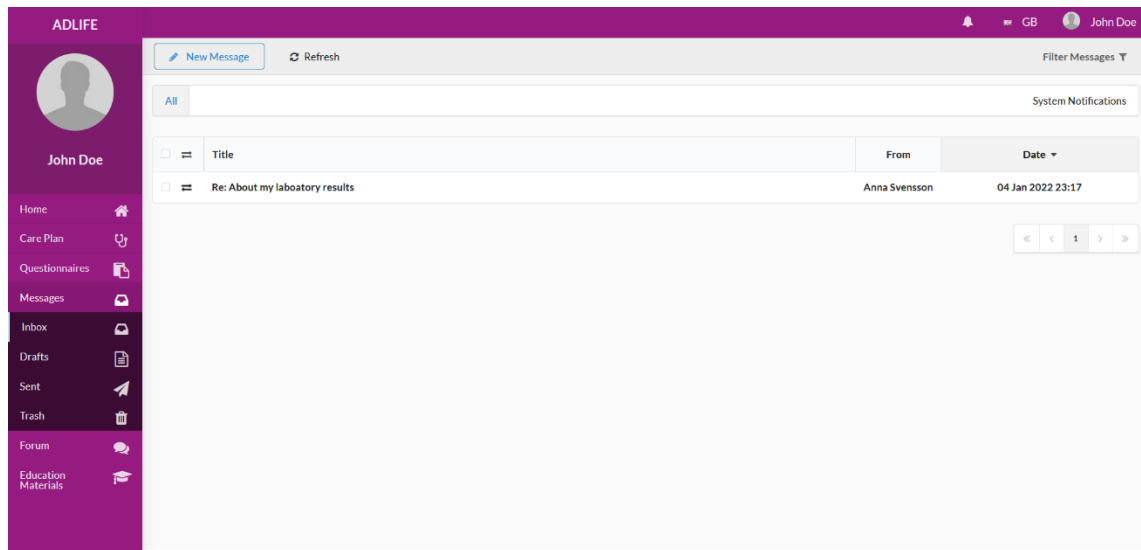 ADLIFE
GB John Doe
New Message Refresh Filter Messages
All System Notifications
John Doe
Title From Date
Re: About my laboatory results Anna Svensson 04 Jan 2022 23:17
« < 1 > »
Home
Care Plan
Questionnaires
Messages
Inbox
Drafts
Sent
Trash
Forum
Education
Materials